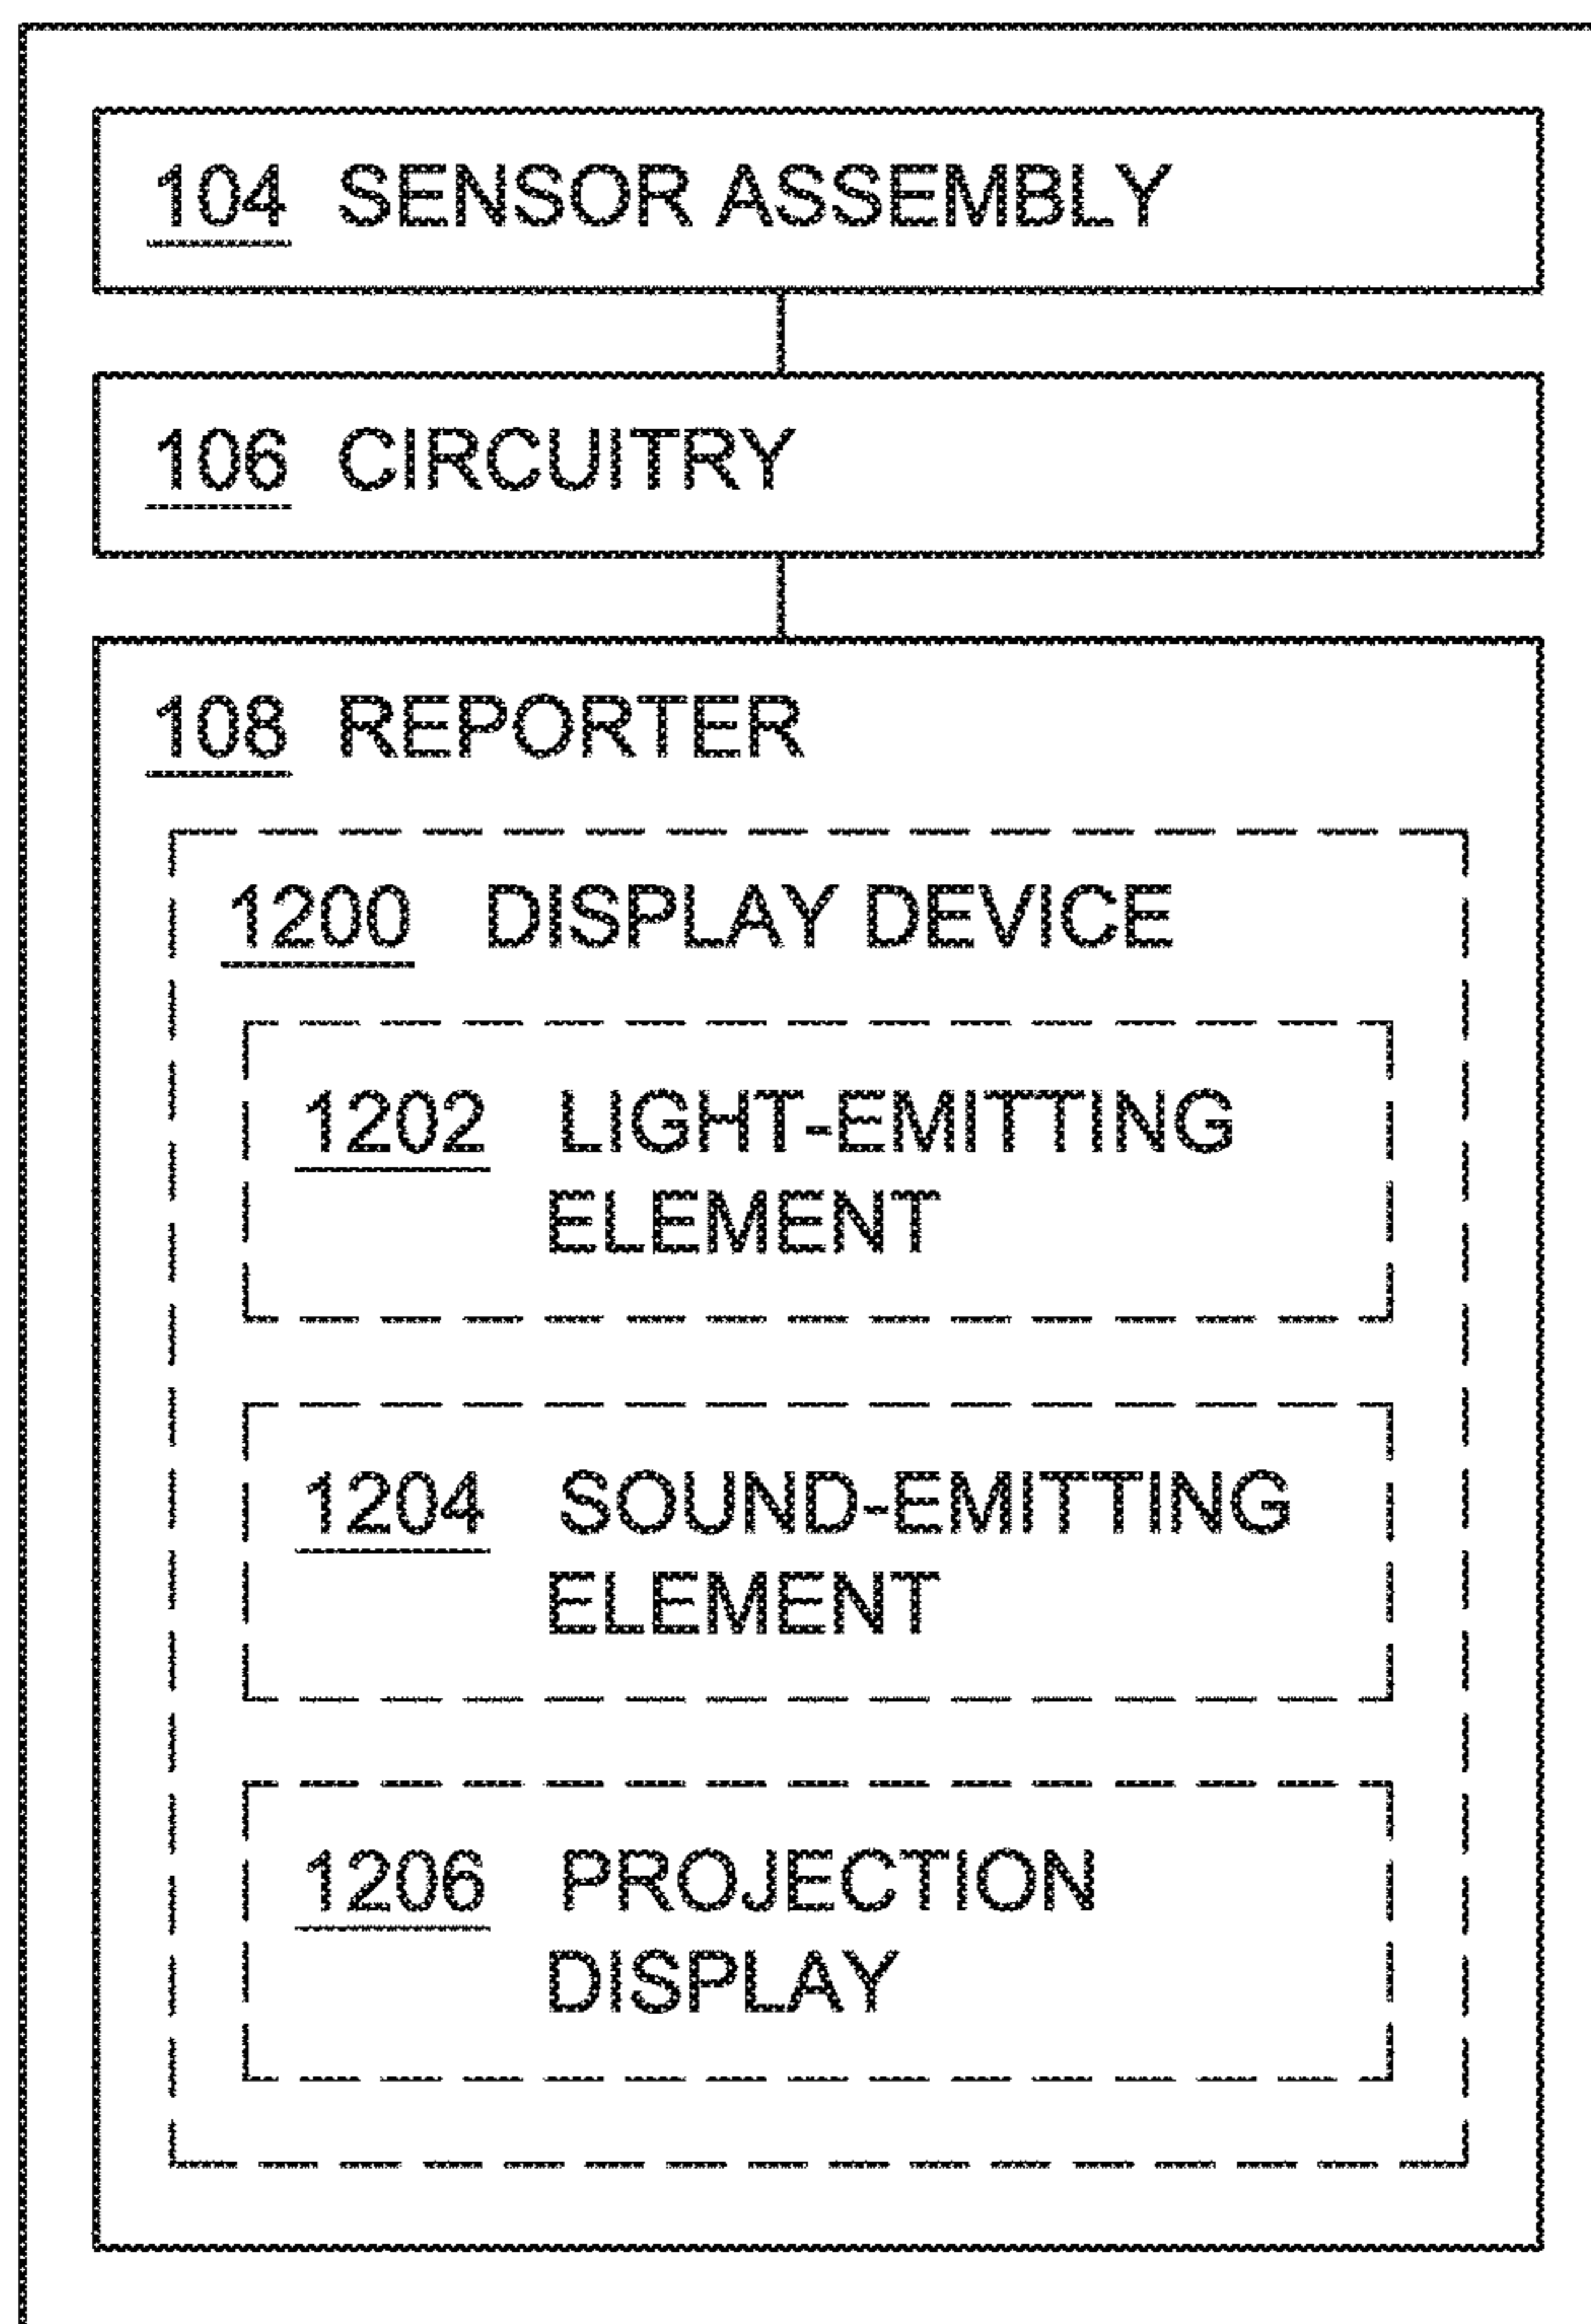 104 SENSOR ASSEMBLY
106 CIRCUITRY
108 REPORTER
1200 DISPLAY DEVICE
1202 LIGHT-EMITTING
ELEMENT
1204 SOUND-EMITTING
ELEMENT
1206 PROJECTION
DISPLAY